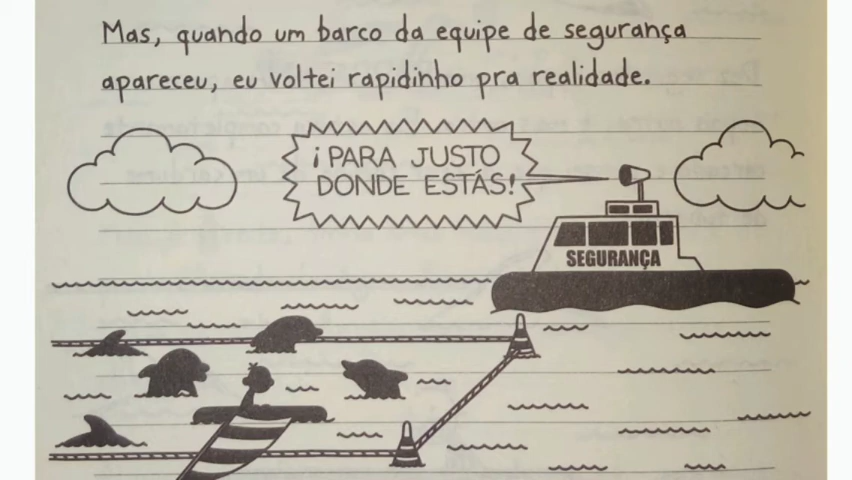 Mas, quando um barco da equipe de segurança
apareceu, eu voltei rapidinho pra realidade.
¡PARA JUSTO
DONDE ESTÁS!
SEGURANÇA